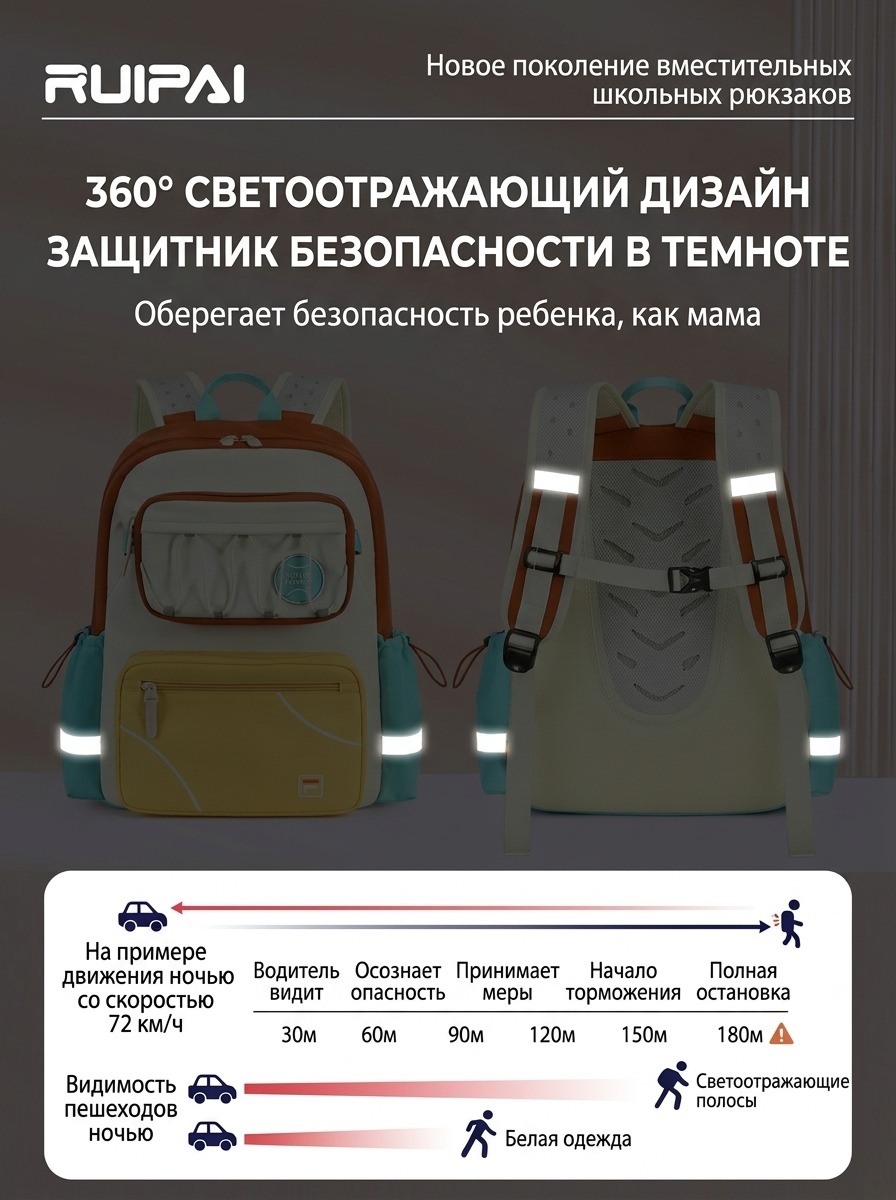 RUIPAI
Новое поколение вместительных
школьных рюкзаков
360° СВЕТООТРАЖАЮЩИЙ ДИЗАЙН
ЗАЩИТНИК БЕЗОПАСНОСТИ В ТЕМНОТЕ
Оберегает безопасность ребенка, как мама
На примере
движения ночью
со скоростью
72 км/ч
Водитель
видит
Осознает
опасность
Принимает
меры
Начало
торможения
Полная
остановка
30м 60м 90м 120м 150м 180м
Видимость
пешеходов
ночью
Светоотражающие
полосы
Белая одежда